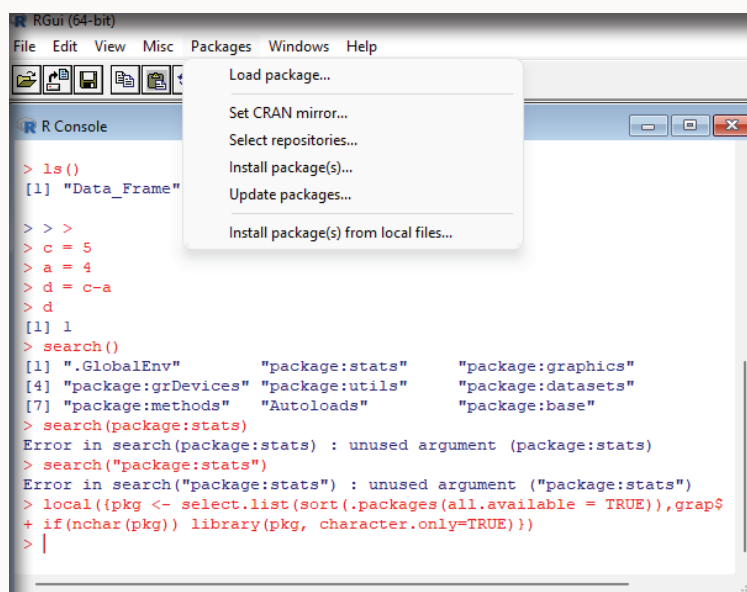 RGui (64-bit)
File Edit View Misc Packages Windows Help
Load package...
Set CRAN mirror...
Select repositories...
Install package(s)...
Update packages...
Install package(s) from local files...
R Console
> ls()
[1] "Data_Frame"
> > >
> c = 5
> a = 4
> d = c-a
> d
[1] 1
> search()
[1] ".GlobalEnv" "package:stats" "package:graphics"
[4] "package:grDevices" "package:utils" "package:datasets"
[7] "package:methods" "Autoloads" "package:base"
> search(package:stats)
Error in search(package:stats) : unused argument (package:stats)
> search("package:stats")
Error in search("package:stats") : unused argument ("package:stats")
> local({pkg <- select.list(sort(.packages(all.available = TRUE)),grap$
+ if(nchar(pkg)) library(pkg, character.only=TRUE)})
>